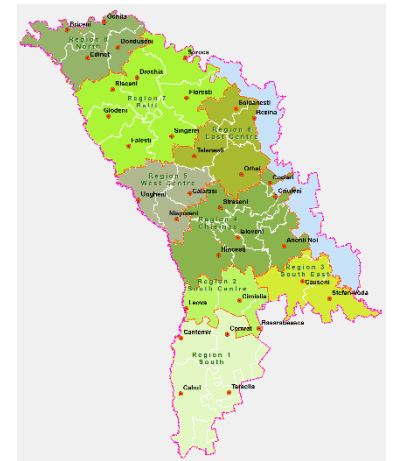 Ocnita
Briceni
Region 8
North
Donduseni
Edinet
Soroca
Drochia
Riscani
Floresti
Region 7
Balti
Soldanesti
Glodeni
Rezina
Singerei
Region 6
East Centre
Falesti
Telenesti
Orhei
Region 5
West Centre
Criuleni
Ungheni
Calarasi
Straseni
Nisporeni
Region 4
Chisinau
Ialoveni
Anenii Noi
Hincesti
Region 3
South East
Causeni
Region 2
South Centre
Stefan-Voda
Leova
Cimislia
Basarabeasca
Cantemir
Comrat
Region 1
South
Cahul
Taraclia